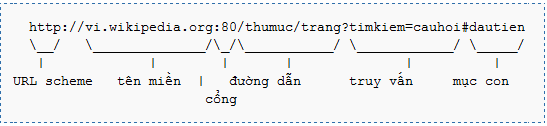 http://vi.wikipedia.org:80/thumuc/trang?timkiem=cauhoi#dautien
URL scheme tên miền | đường dẫn truy vấn mục con
cổng